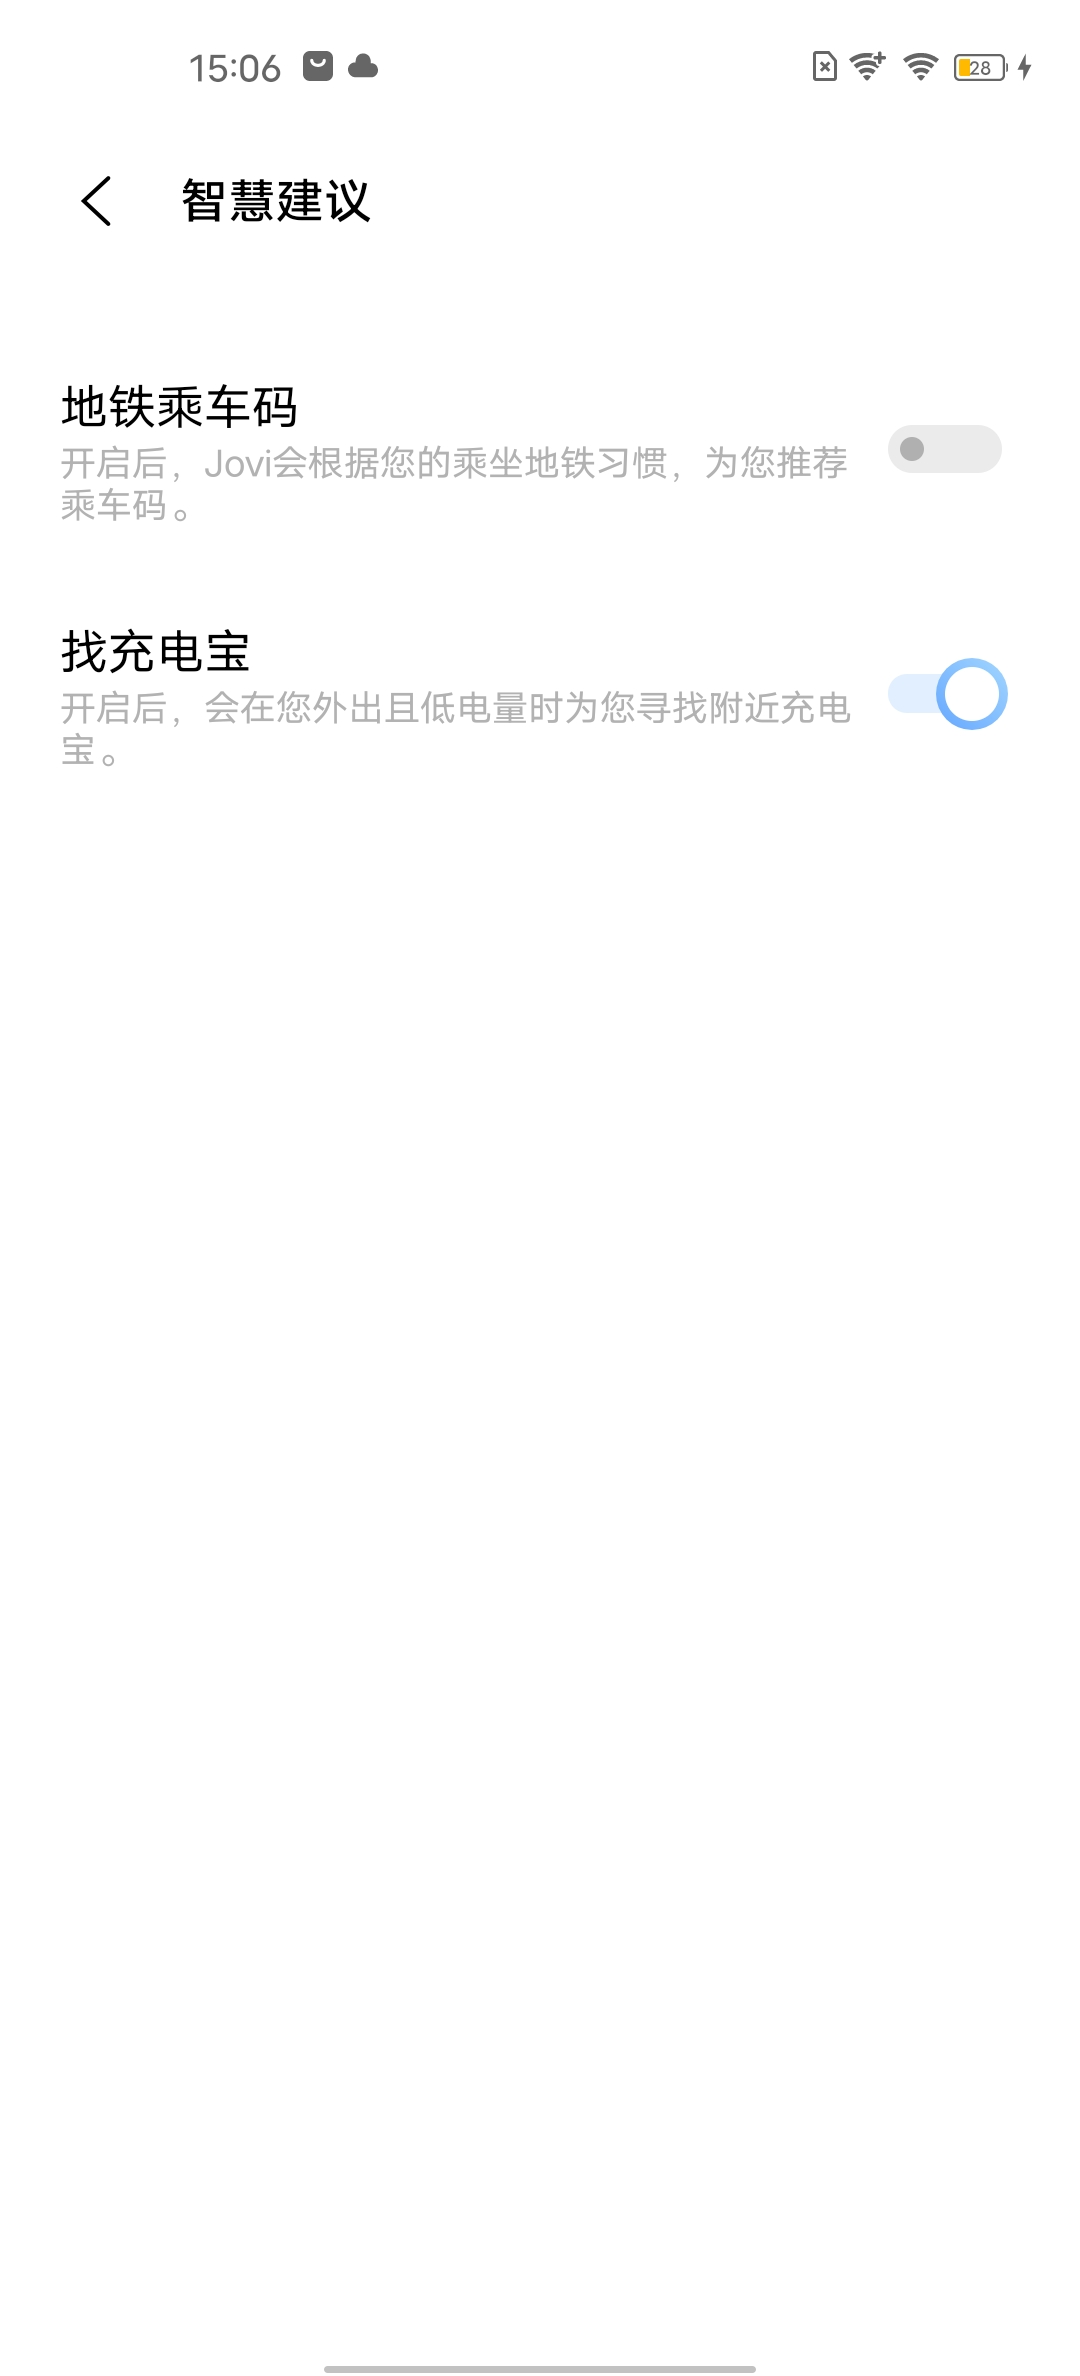 15:06
28
智慧建议
地铁乘车码
开启后，Jovi会根据您的乘坐地铁习惯，为您推荐
乘车码。
找充电宝
开启后，会在您外出且低电量时为您寻找附近充电
宝。